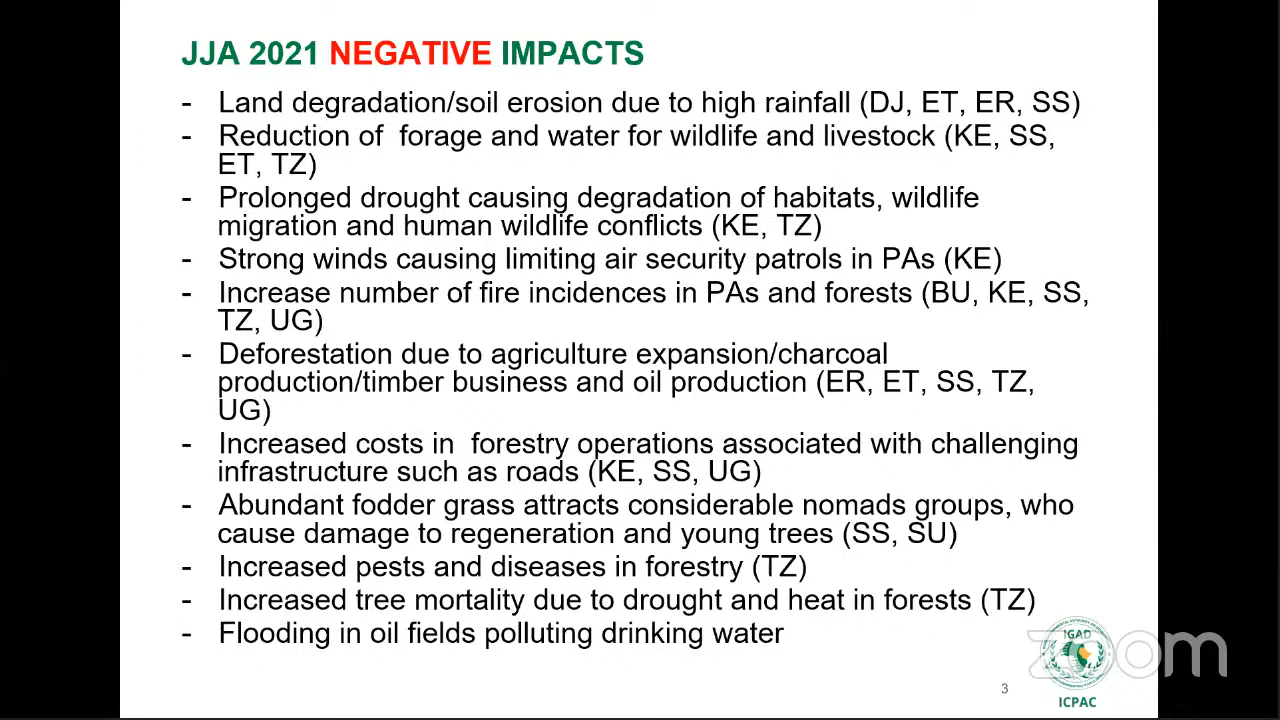 JJA 2021 NEGATIVE IMPACTS
- Land degradation/soil erosion due to high rainfall (DJ, ET, ER, SS)
- Reduction of  forage and water for wildlife and livestock (KE, SS,
ET, TZ)
- Prolonged drought causing degradation of habitats, wildlife
migration and human wildlife conflicts (KE, TZ)
- Strong winds causing limiting air security patrols in PAs (KE)
- Increase number of fire incidences in PAs and forests (BU, KE, SS,
TZ, UG)
- Deforestation due to agriculture expansion/charcoal
production/timber business and oil production (ER, ET, SS, TZ,
UG)
- Increased costs in  forestry operations associated with challenging
infrastructure such as roads (KE, SS, UG)
- Abundant fodder grass attracts considerable nomads groups, who
cause damage to regeneration and young trees (SS, SU)
- Increased pests and diseases in forestry (TZ)
- Increased tree mortality due to drought and heat in forests (TZ)
- Flooding in oil fields polluting drinking water
IGAD
zoom
3
ICPAC